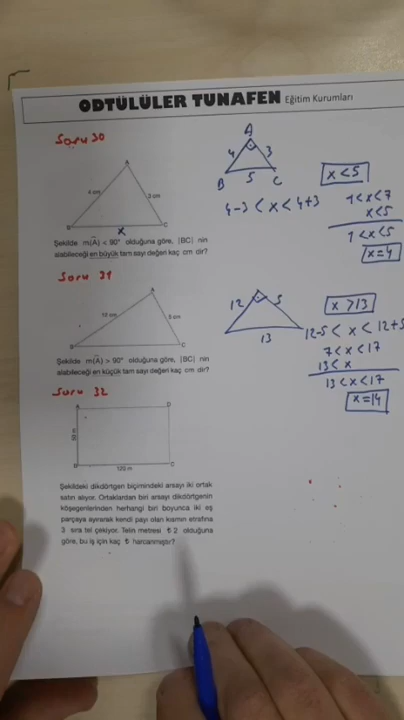 ODTÜLÜLER TUNAFEN Eğitim Kurumları
Soru 30
A
4 cm
3 cm
B
C
x
Şekilde m(A) < 90° olduğuna göre, |BC| nin
alabileceği en büyük tam sayı değeri kaç cm dir?
A
4
3
B
5
C
4-3 < x < 4+3
x < 5
1 < x < 7
x < 5
1 < x < 5
x = 4
Soru 31
A
12 cm
5 cm
B
C
Şekilde m(A) > 90° olduğuna göre, |BC| nin
alabileceği en küçük tam sayı değeri kaç cm dir?
12
5
13
x > 13
12-5 < x < 12+5
7 < x < 17
13 < x
13 < x < 17
x = 14
Soru 32
A
D
50 m
B
120 m
C
Şekildeki dikdörtgen biçimindeki arsayı iki ortak
satın alıyor. Ortaklardan biri arsayı dikdörtgenin
köşegenlerinden herhangi biri boyunca iki eş
parçaya ayırarak kendi payı olan kısmın etrafına
3 sıra tel çekiyor. Telin metresi ₺ 2 olduğuna
göre, bu iş için kaç ₺ harcanmıştır?